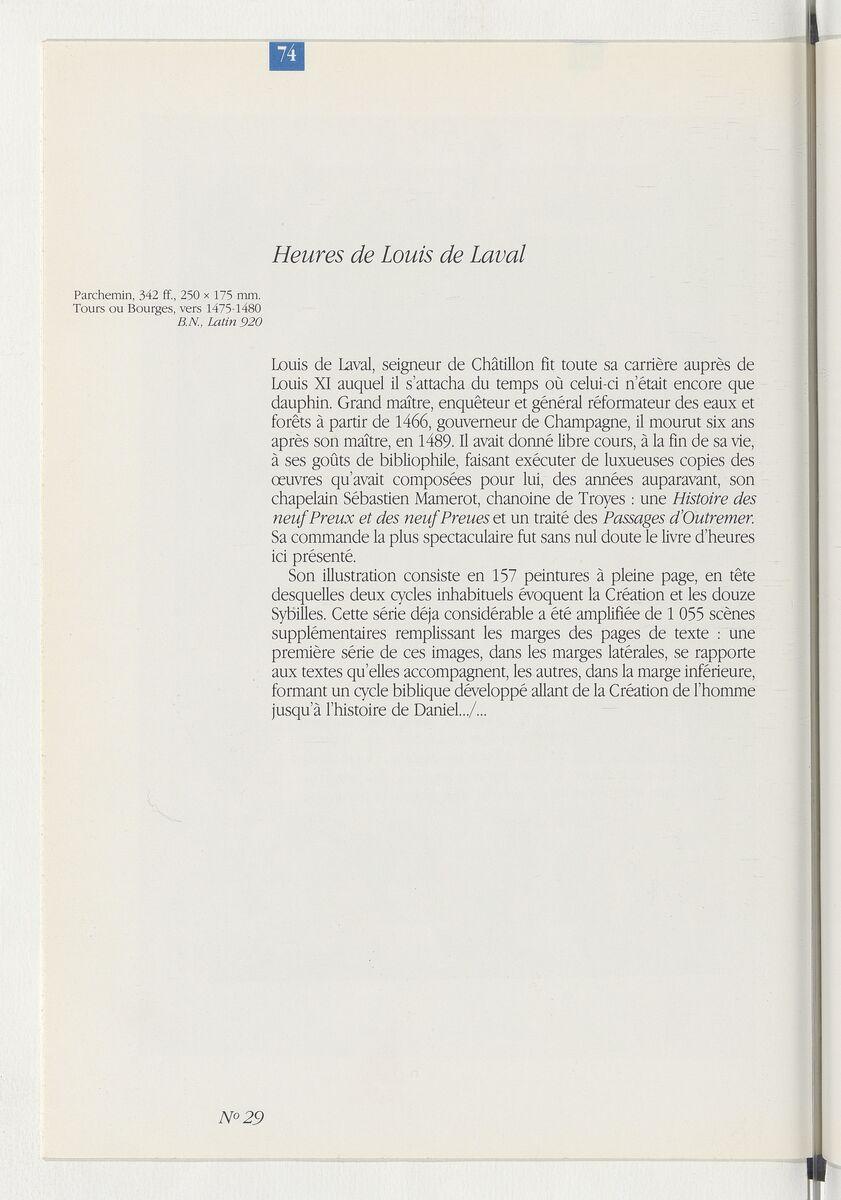 74
Heures de Louis de Laval
Parchemin, 342 ff., 250 × 175 mm.
Tours ou Bourges, vers 1475-1480
B.N., Latin 920
Louis de Laval, seigneur de Châtillon fit toute sa carrière auprès de
Louis XI auquel il s'attacha du temps où celui-ci n'était encore que
dauphin. Grand maître, enquêteur et général réformateur des eaux et
forêts à partir de 1466, gouverneur de Champagne, il mourut six ans
après son maître, en 1489. Il avait donné libre cours, à la fin de sa vie,
à ses goûts de bibliophile, faisant exécuter de luxueuses copies des
œuvres qu'avait composées pour lui, des années auparavant, son
chapelain Sébastien Mamerot, chanoine de Troyes : une Histoire des
neuf Preux et des neuf Preues et un traité des Passages d'Outremer.
Sa commande la plus spectaculaire fut sans nul doute le livre d'heures
ici présenté.
Son illustration consiste en 157 peintures à pleine page, en tête
desquelles deux cycles inhabituels évoquent la Création et les douze
Sybilles. Cette série déja considérable a été amplifiée de 1 055 scènes
supplémentaires remplissant les marges des pages de texte : une
première série de ces images, dans les marges latérales, se rapporte
aux textes qu'elles accompagnent, les autres, dans la marge inférieure,
formant un cycle biblique développé allant de la Création de l'homme
jusqu'à l'histoire de Daniel.../...
Nº 29